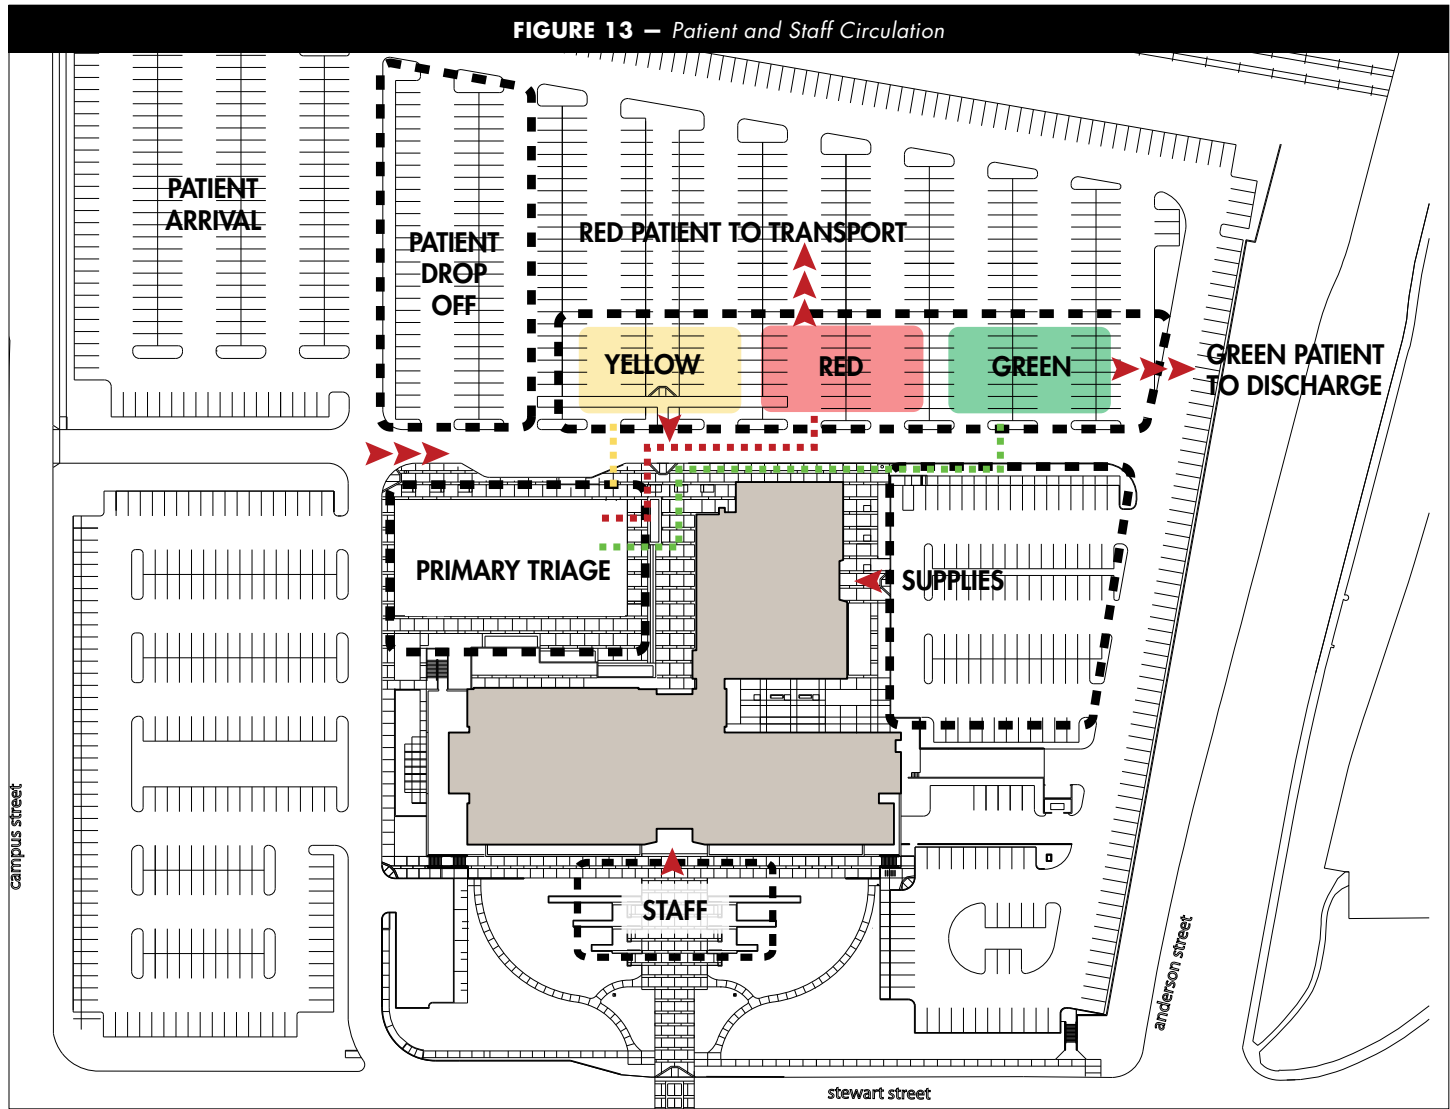 FIGURE 13 — Patient and Staff Circulation
PATIENT
ARRIVAL
PATIENT
DROP
OFF
RED PATIENT TO TRANSPORT
YELLOW
RED
GREEN
GREEN PATIENT
TO DISCHARGE
PRIMARY TRIAGE
SUPPLIES
STAFF
campus street
anderson street
stewart street